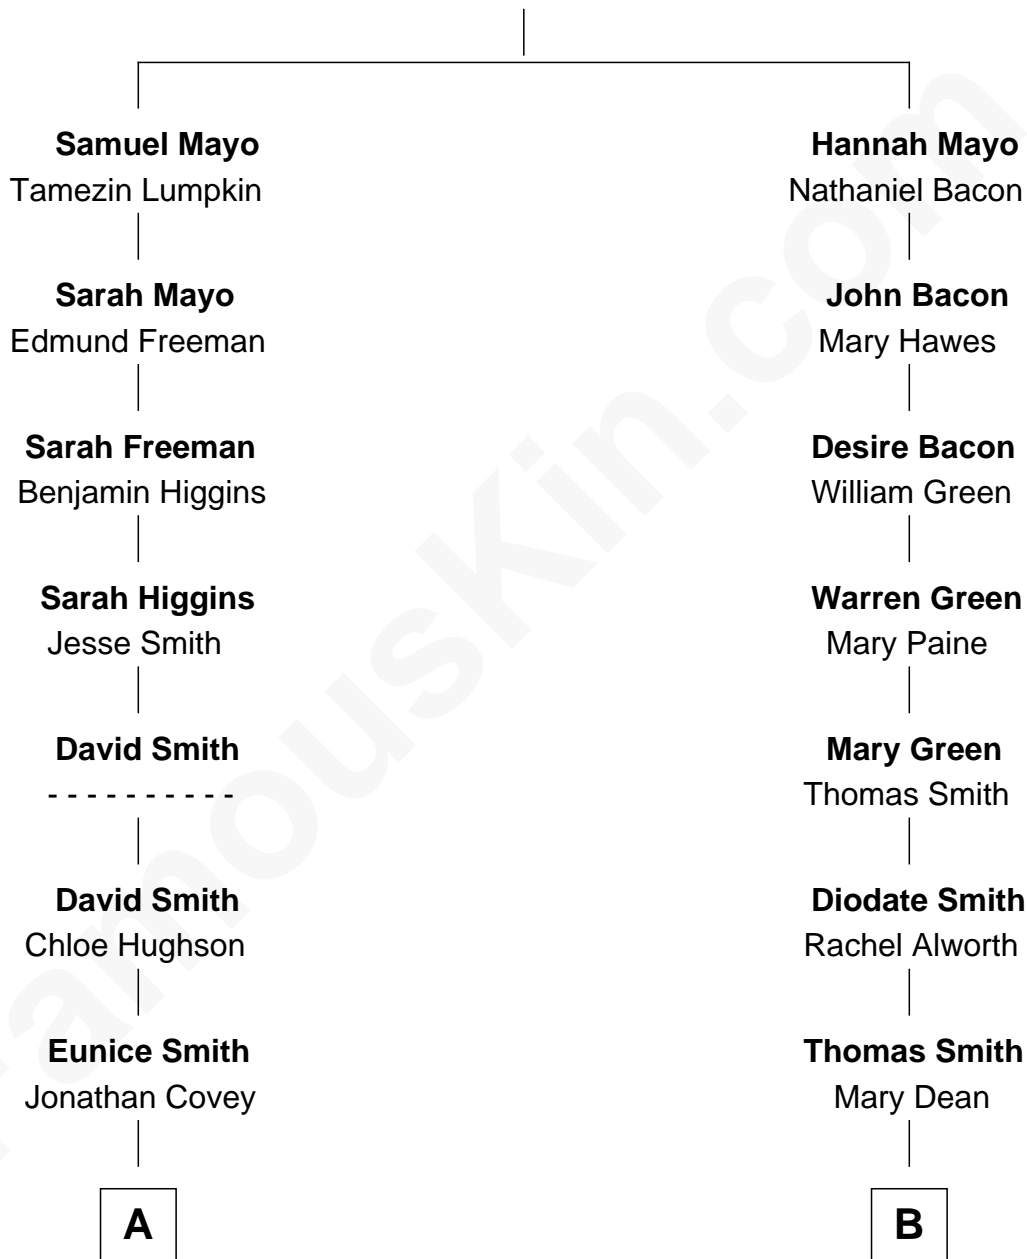 Samuel Mayo
Tamezin Lumpkin
Sarah Mayo
Edmund Freeman
Sarah Freeman
Benjamin Higgins
Sarah Higgins
Jesse Smith
David Smith
- - - - - - - - - -
David Smith
Chloe Hughson
Eunice Smith
Jonathan Covey
A
Hannah Mayo
Nathaniel Bacon
John Bacon
Mary Hawes
Desire Bacon
William Green
Warren Green
Mary Paine
Mary Green
Thomas Smith
Diodate Smith
Rachel Alworth
Thomas Smith
Mary Dean
B
FamousKin.com